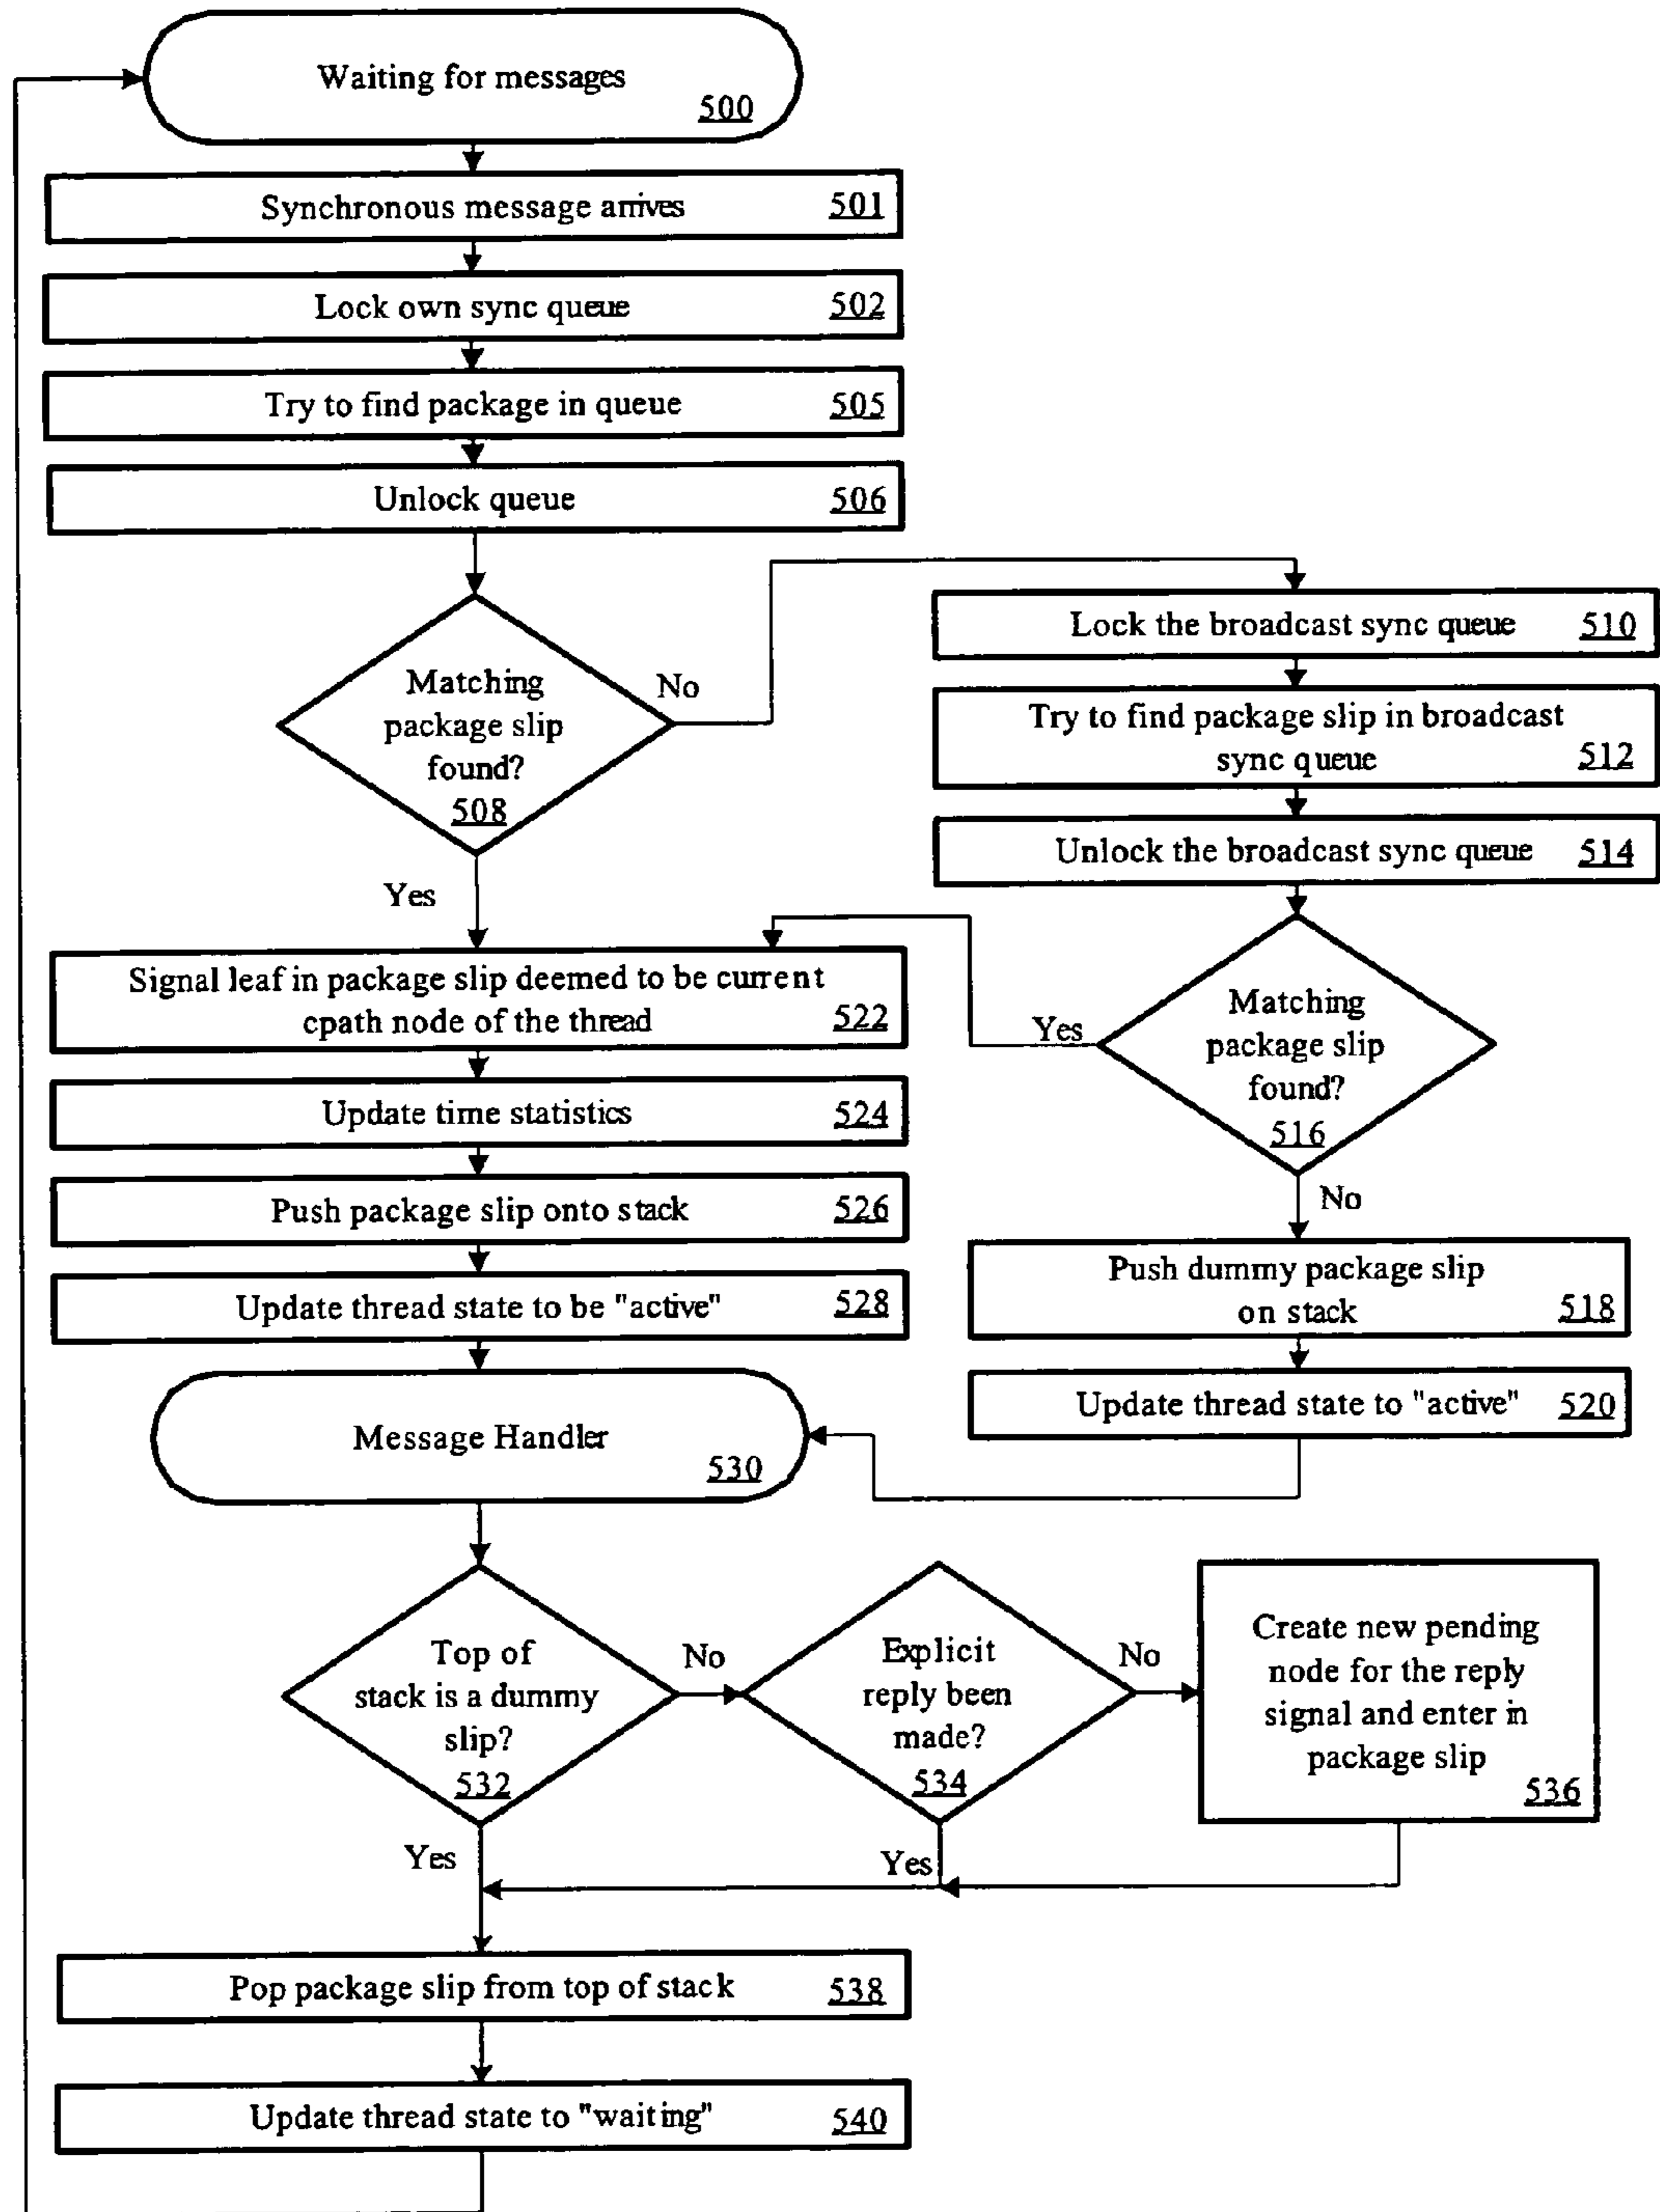 Waiting for messages
500
Synchronous message arrives 501
Lock own sync queue 502
Try to find package in queue 505
Unlock queue 506
Matching
package slip
found?
508
No
Yes
Lock the broadcast sync queue 510
Try to find package slip in broadcast
sync queue 512
Unlock the broadcast sync queue 514
Matching
package slip
found?
516
Yes
No
Push dummy package slip
on stack 518
Update thread state to "active" 520
Signal leaf in package slip deemed to be current
cpath node of the thread 522
Update time statistics 524
Push package slip onto stack 526
Update thread state to be "active" 528
Message Handler
530
Top of
stack is a dummy
slip?
532
No
Yes
Explicit
reply been
made?
534
No
Yes
Create new pending
node for the reply
signal and enter in
package slip
536
Pop package slip from top of stack 538
Update thread state to "waiting" 540